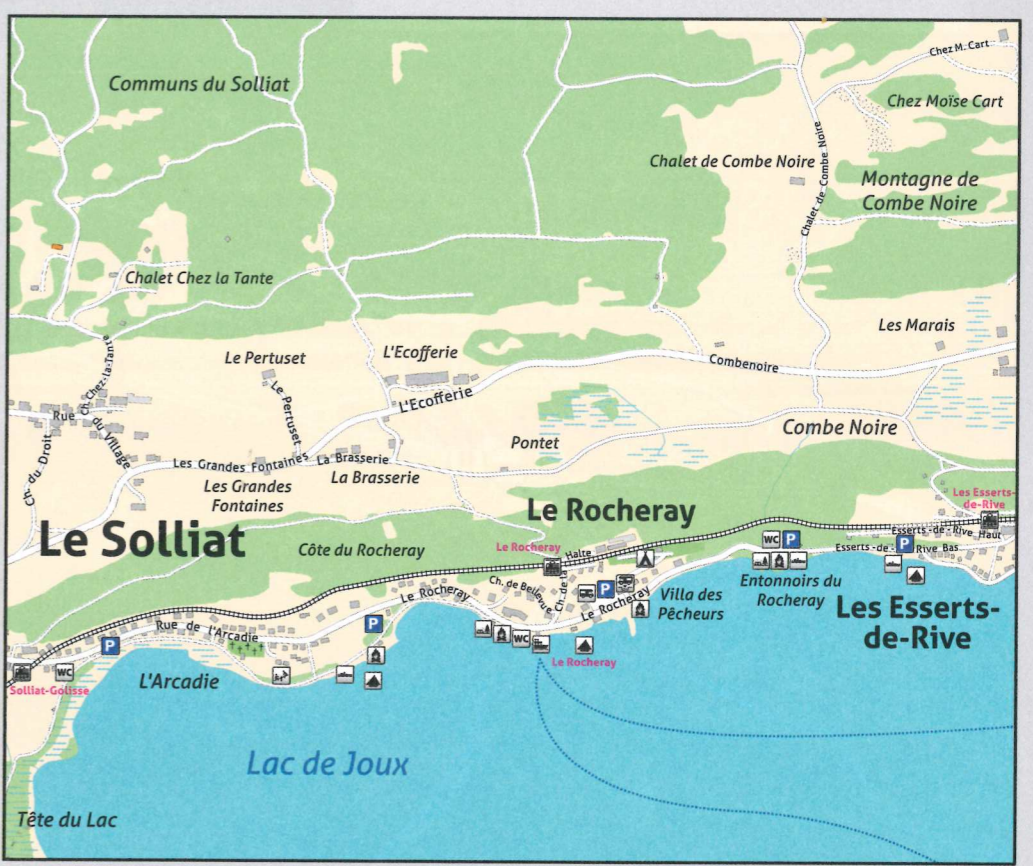 Chez M. Cart
Communs du Solliat
Chez Moïse Cart
Chalet de Combe Noire
Chalet de Combe Noire
Montagne de
Combe Noire
Chalet Chez la Tante
Les Marais
Ch. Chez-la-Tante
Le Pertuset
L'Ecofferie
Combenoire
Le Pertuset
L'Ecofferie
Rue
du Village
Combe Noire
Pontet
Ch. du Droit
Les Grandes Fontaines
La Brasserie
La Brasserie
Les Grandes
Fontaines
Les Esserts-
de-Rive
Le Rocheray
Le Solliat
Esserts-de-Rive Haut
WC
P
P
Côte du Rocheray
Le Rocheray
Ch. de la Halte
Esserts-de-Rive Bas
Ch. de Bellevue
P
Le Rocheray
Le Rocheray
Villa des
Pêcheurs
Entonnoirs du
Rocheray
Les Esserts-
de-Rive
Rue de l'Arcadie
P
P
WC
Le Rocheray
WC
Solliat-Golisse
L'Arcadie
Lac de Joux
Tête du Lac